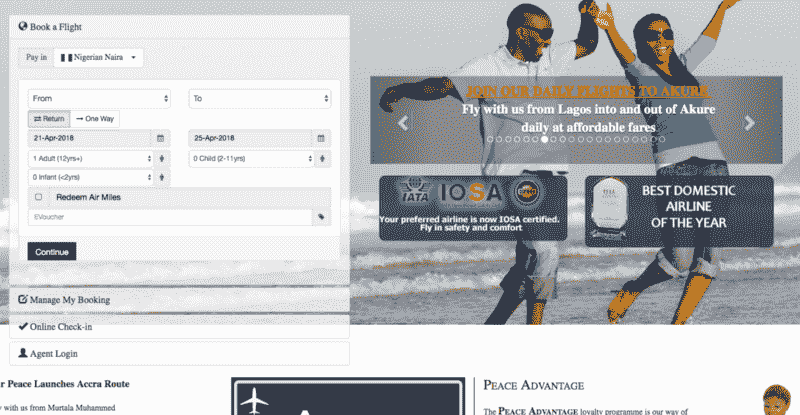 Book a Flight
Pay in
Nigerian Naira
From
To
Return
One Way
21-Apr-2018
25-Apr-2018
1 Adult (12yrs+)
0 Child (2-11yrs)
0 Infant (<2yrs)
Redeem Air Miles
EVoucher
Continue
Manage My Booking
Online Check-in
Agent Login
JOIN OUR DAILY FLIGHTS TO AKURE
Fly with us from Lagos into and out of Akure
daily at affordable fares
IATA
IOSA
Your preferred airline is now IOSA certified.
Fly in safety and comfort
BEST DOMESTIC
AIRLINE
OF THE YEAR
r Peace Launches Accra Route
with us from Murtala Muhammed
PEACE ADVANTAGE
The PEACE ADVANTAGE loyalty programme is our way of